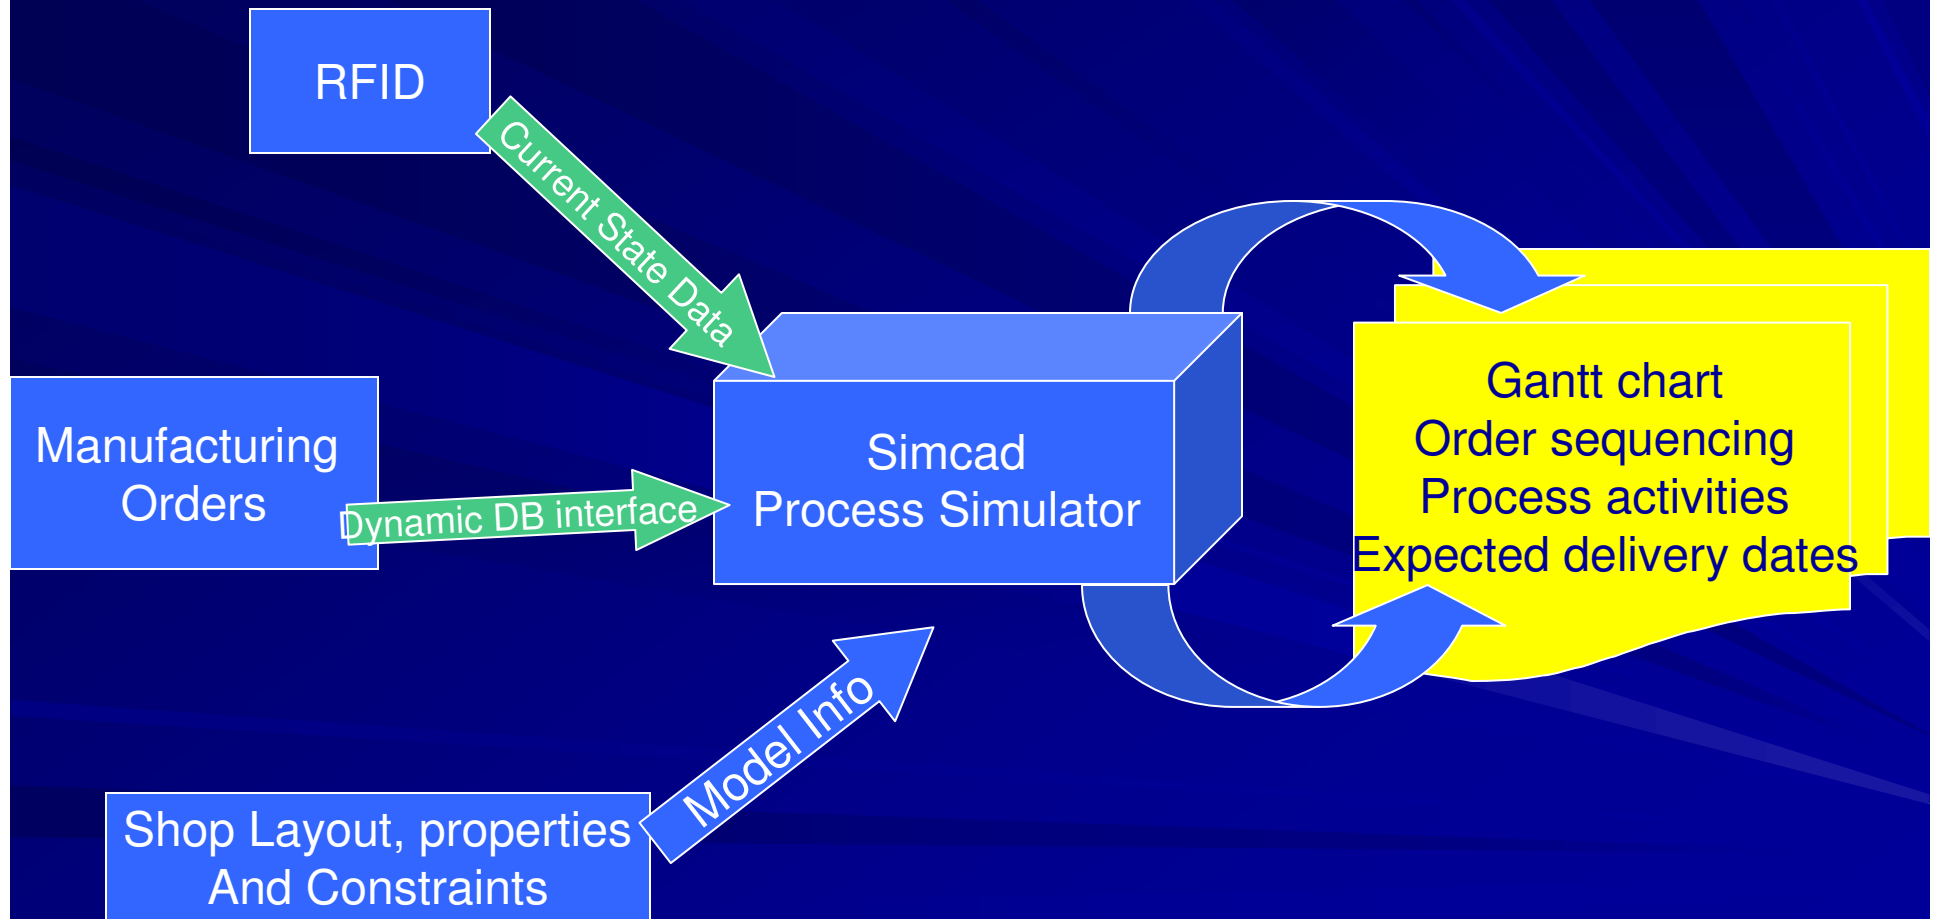 RFID
Current State Data
Manufacturing
Orders
Dynamic DB interface
Simcad
Process Simulator
Gantt chart
Order sequencing
Process activities
Expected delivery dates
Model Info
Shop Layout, properties
And Constraints